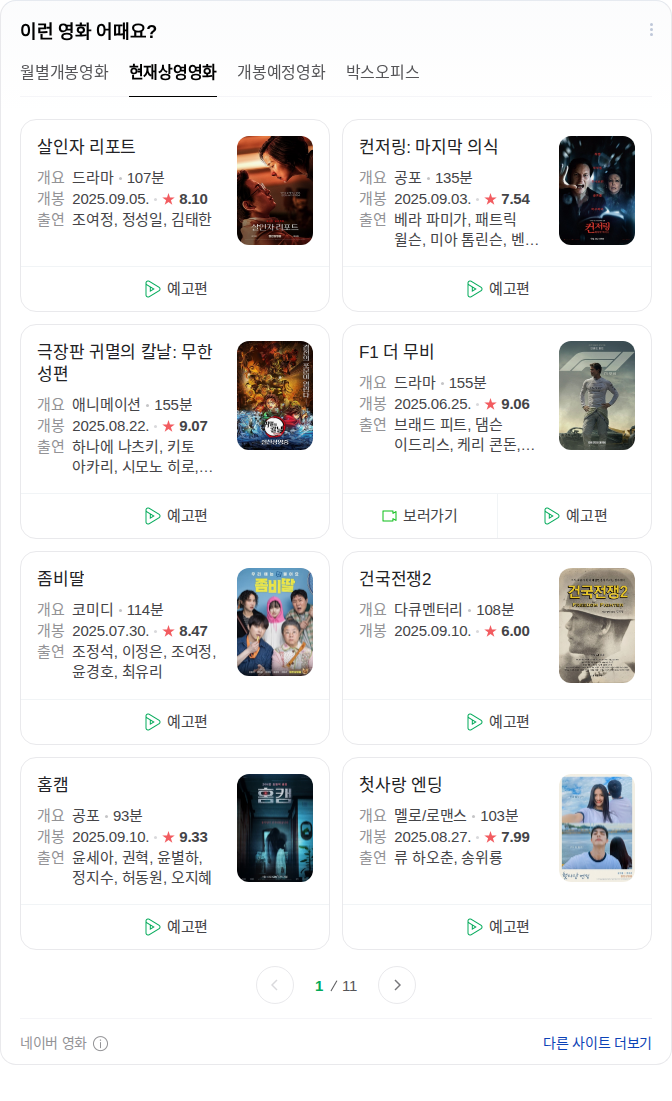 이런 영화 어때요?
월별개봉영화 현재상영영화 개봉예정영화 박스오피스
살인자 리포트
개요 드라마 · 107분
개봉 2025.09.05. · ★ 8.10
출연 조여정, 정성일, 김태한
살인자 리포트
예고편
컨저링: 마지막 의식
개요 공포 · 135분
개봉 2025.09.03. · ★ 7.54
출연 베라 파미가, 패트릭
윌슨, 미아 톰린슨, 벤...
컨저링
예고편
극장판 귀멸의 칼날: 무한
성편
개요 애니메이션 · 155분
개봉 2025.08.22. · ★ 9.07
출연 하나에 나츠키, 키토
아카리, 시모노 히로,...
예고편
F1 더 무비
개요 드라마 · 155분
개봉 2025.06.25. · ★ 9.06
출연 브래드 피트, 댐슨
이드리스, 케리 콘돈,...
보러가기
예고편
좀비딸
개요 코미디 · 114분
개봉 2025.07.30. · ★ 8.47
출연 조정석, 이정은, 조여정,
윤경호, 최유리
좀비딸
예고편
건국전쟁2
개요 다큐멘터리 · 108분
개봉 2025.09.10. · ★ 6.00
건국전쟁2
예고편
홈캠
개요 공포 · 93분
개봉 2025.09.10. · ★ 9.33
출연 윤세아, 권혁, 윤별하,
정지수, 허동원, 오지혜
홈캠
예고편
첫사랑 엔딩
개요 멜로/로맨스 · 103분
개봉 2025.08.27. · ★ 7.99
출연 류 하오춘, 송위룡
첫사랑 엔딩
예고편
1 / 11
네이버 영화
다른 사이트 더보기